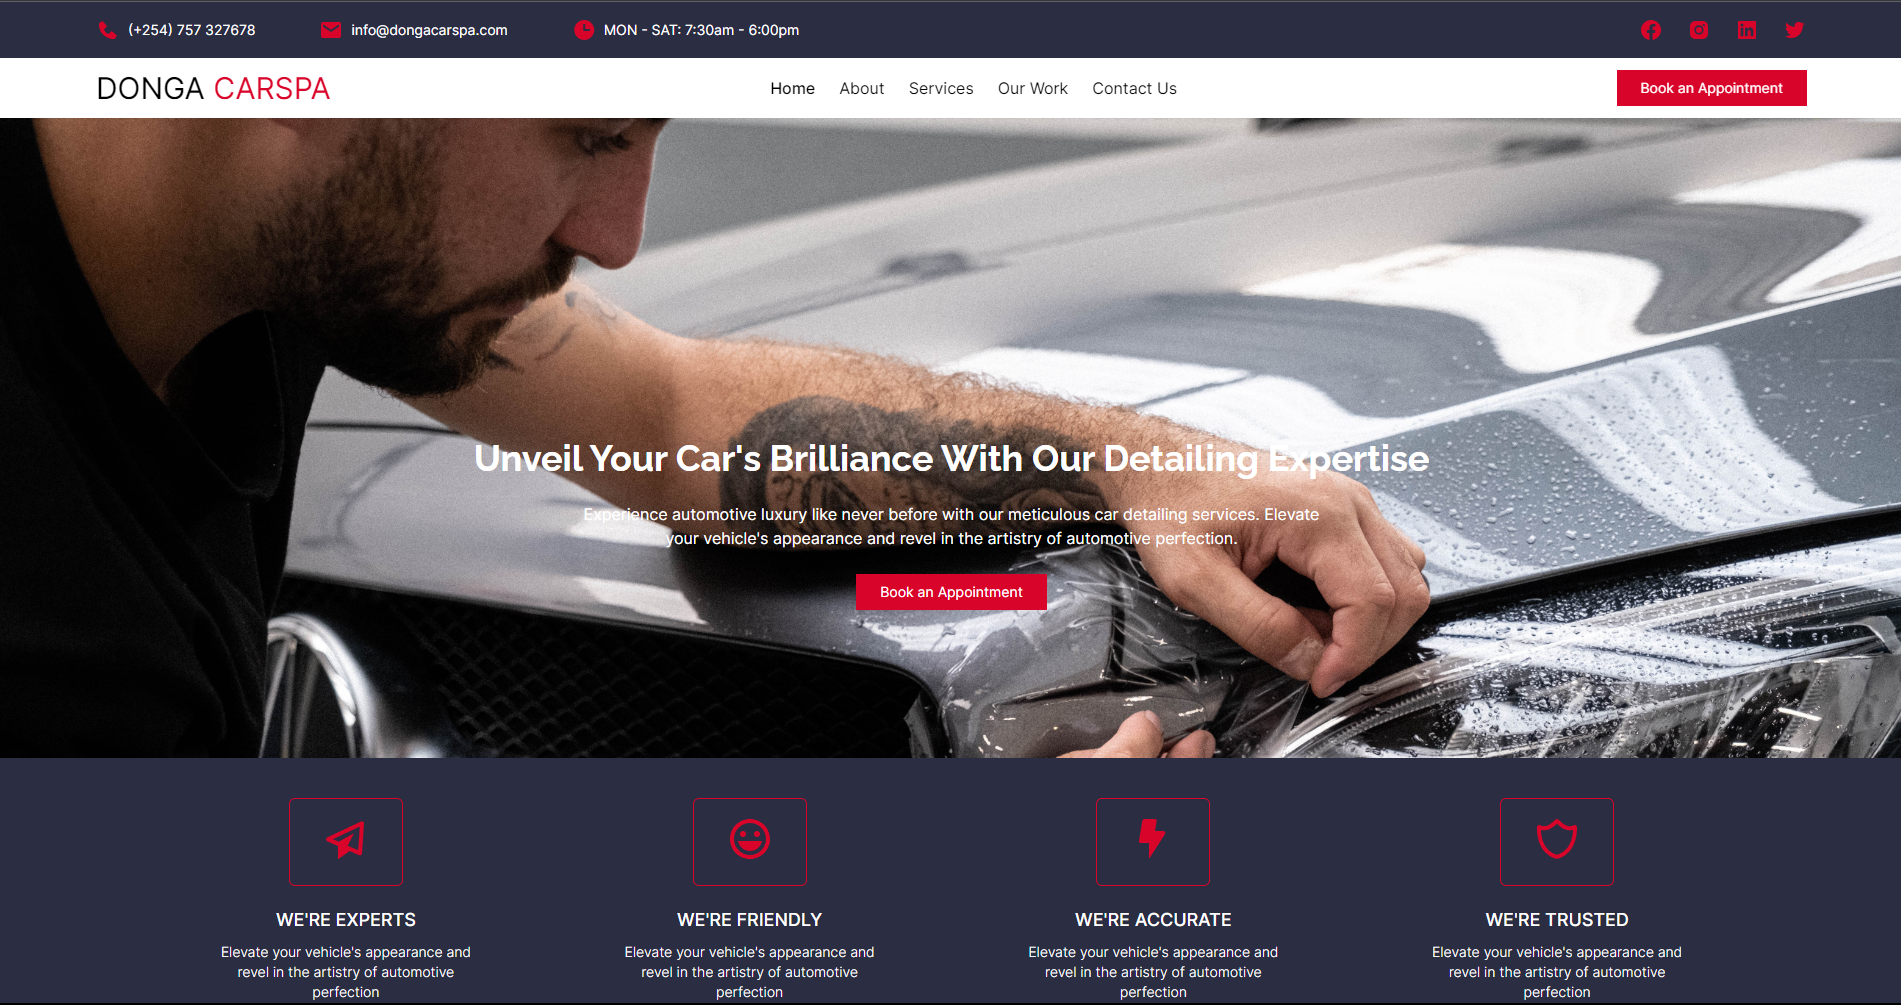 (+254) 757 327678
info@dongacarspa.com
MON - SAT: 7:30am - 6:00pm
DONGA CARSPA
Home
About
Services
Our Work
Contact Us
Book an Appointment
Unveil Your Car's Brilliance With Our Detailing Expertise
Experience automotive luxury like never before with our meticulous car detailing services. Elevate
your vehicle's appearance and revel in the artistry of automotive perfection.
Book an Appointment
WE'RE EXPERTS
Elevate your vehicle's appearance and
revel in the artistry of automotive
perfection
WE'RE FRIENDLY
Elevate your vehicle's appearance and
revel in the artistry of automotive
perfection
WE'RE ACCURATE
Elevate your vehicle's appearance and
revel in the artistry of automotive
perfection
WE'RE TRUSTED
Elevate your vehicle's appearance and
revel in the artistry of automotive
perfection